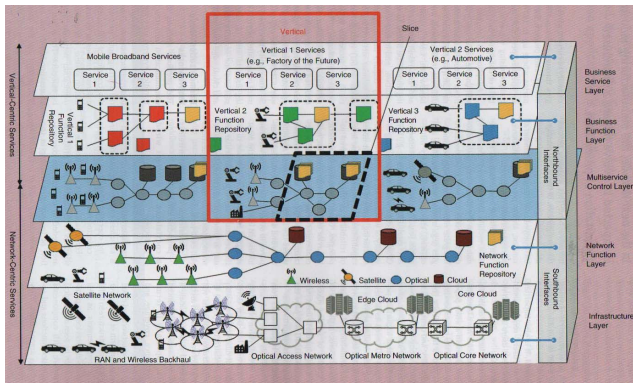 Vertical
Slice
Mobile Broadband Services
Vertical 1 Services
(e.g., Factory of the Future)
Vertical 2 Services
(e.g., Automotive)
Service
1
Service
2
Service
3
Service
1
Service
2
Service
3
Service
1
Service
2
Service
3
Business
Service
Layer
Vertical-Centric Services
Vertical
Function
Repository
Vertical 2
Function
Repository
Vertical 3
Function
Repository
Business
Function
Layer
Northbound
Interfaces
Multiservice
Control Layer
Network-Centric Services
Network
Function
Repository
Network
Function
Layer
Wireless
Satellite
Optical
Cloud
Southbound
Interfaces
Satellite Network
Edge Cloud
Core Cloud
Infrastructure
Layer
RAN and Wireless Backhaul
Optical Access Network
Optical Metro Network
Optical Core Network